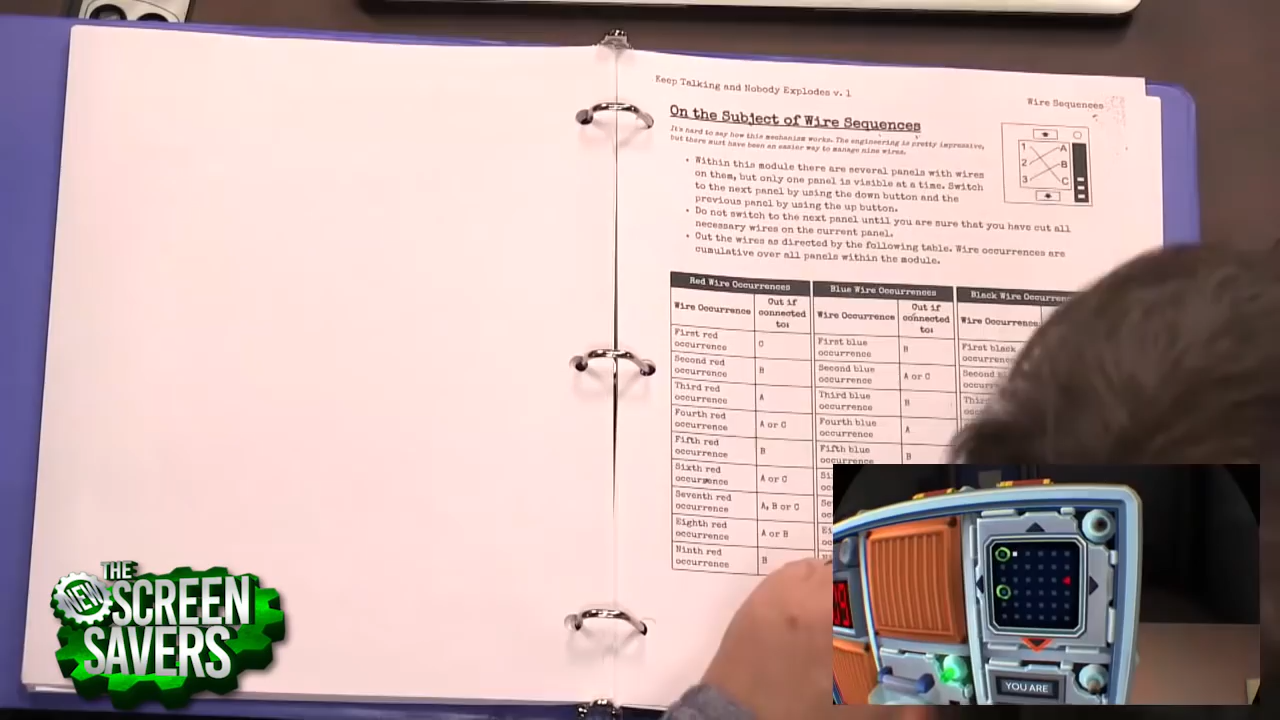 Keep Talking and Nobody Explodes v. 1
Wire Sequences
On the Subject of Wire Sequences
It's hard to say how this mechanism works. The engineering is pretty impressive,
but there must have been an easier way to manage nine wires.
1 A
2 B
3 C
• Within this module there are several panels with wires
on them, but only one panel is visible at a time. Switch
to the next panel by using the down button and the
previous panel by using the up button.
• Do not switch to the next panel until you are sure that you have cut all
necessary wires on the current panel.
• Cut the wires as directed by the following table. Wire occurrences are
cumulative over all panels within the module.
Red Wire Occurrences
Wire Occurrence Cut if
connected
to:
First red
occurrence C
Second red
occurrence B
Third red
occurrence A
Fourth red
occurrence A or C
Fifth red
occurrence B
Sixth red
occurrence A or C
Seventh red
occurrence A, B or C
Eighth red
occurrence A or B
Ninth red
occurrence B
Blue Wire Occurrences
Wire Occurrence Cut if
connected
to:
First blue
occurrence B
Second blue
occurrence A or C
Third blue
occurrence B
Fourth blue
occurrence A
Fifth blue
occurrence B
Black Wire
Wire
First black
Second
THE
NEW
SCREEN
SAVERS
YOU ARE